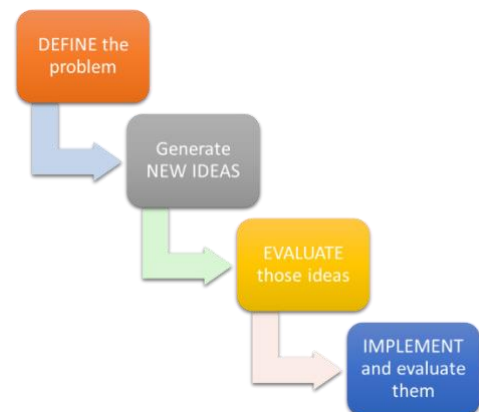 DEFINE the
problem
Generate
NEW IDEAS
EVALUATE
those ideas
IMPLEMENT
and evaluate
them